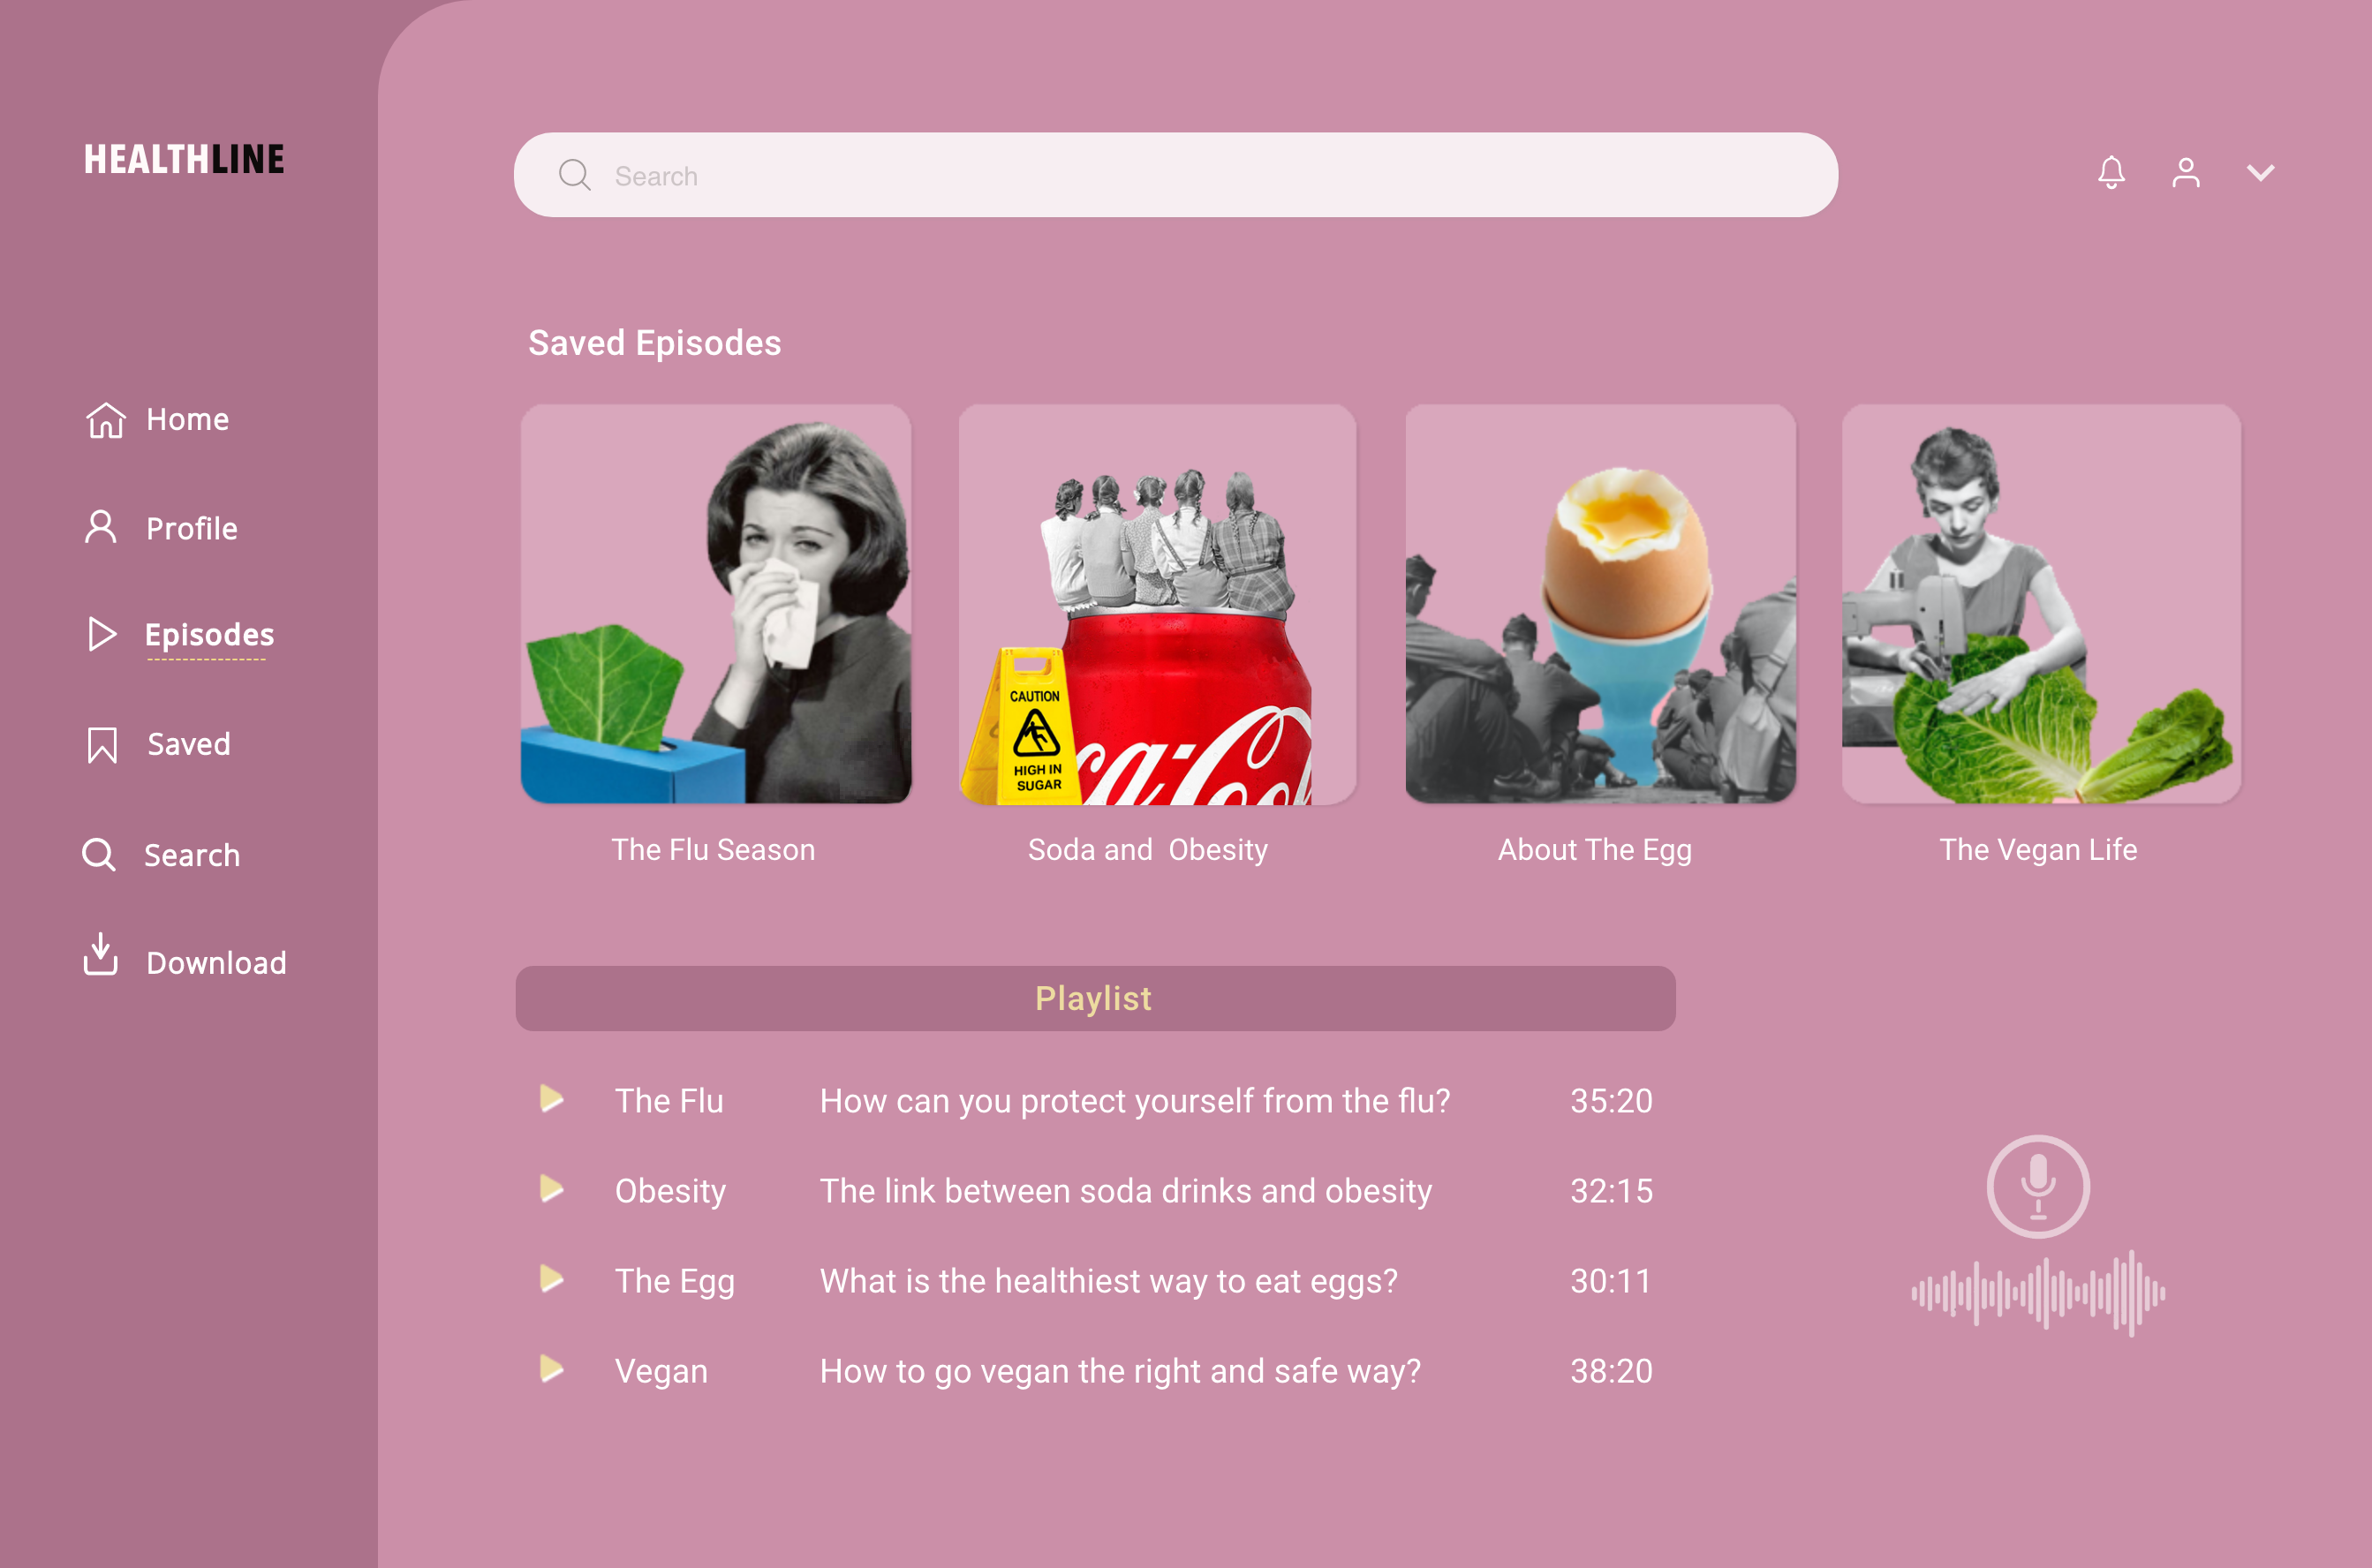 HEALTHLINE
Search
Home
Profile
Episodes
Saved
Search
Download
Saved Episodes
CAUTION
HIGH IN
SUGAR
The Flu Season
Soda and  Obesity
About The Egg
The Vegan Life
Playlist
The Flu How can you protect yourself from the flu? 35:20
Obesity The link between soda drinks and obesity 32:15
The Egg What is the healthiest way to eat eggs? 30:11
Vegan How to go vegan the right and safe way? 38:20